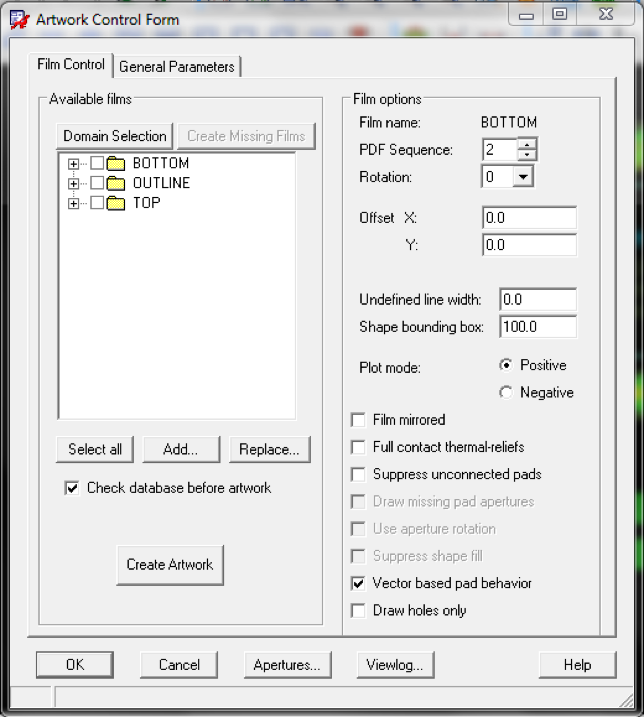 Artwork Control Form
Film Control
General Parameters
Available films
Domain Selection
Create Missing Films
BOTTOM
OUTLINE
TOP
Select all
Add...
Replace...
Check database before artwork
Create Artwork
Film options
Film name: BOTTOM
PDF Sequence: 2
Rotation: 0
Offset X: 0.0
Y: 0.0
Undefined line width: 0.0
Shape bounding box: 100.0
Plot mode: Positive
Negative
Film mirrored
Full contact thermal-reliefs
Suppress unconnected pads
Draw missing pad apertures
Use aperture rotation
Suppress shape fill
Vector based pad behavior
Draw holes only
OK
Cancel
Apertures...
Viewlog...
Help